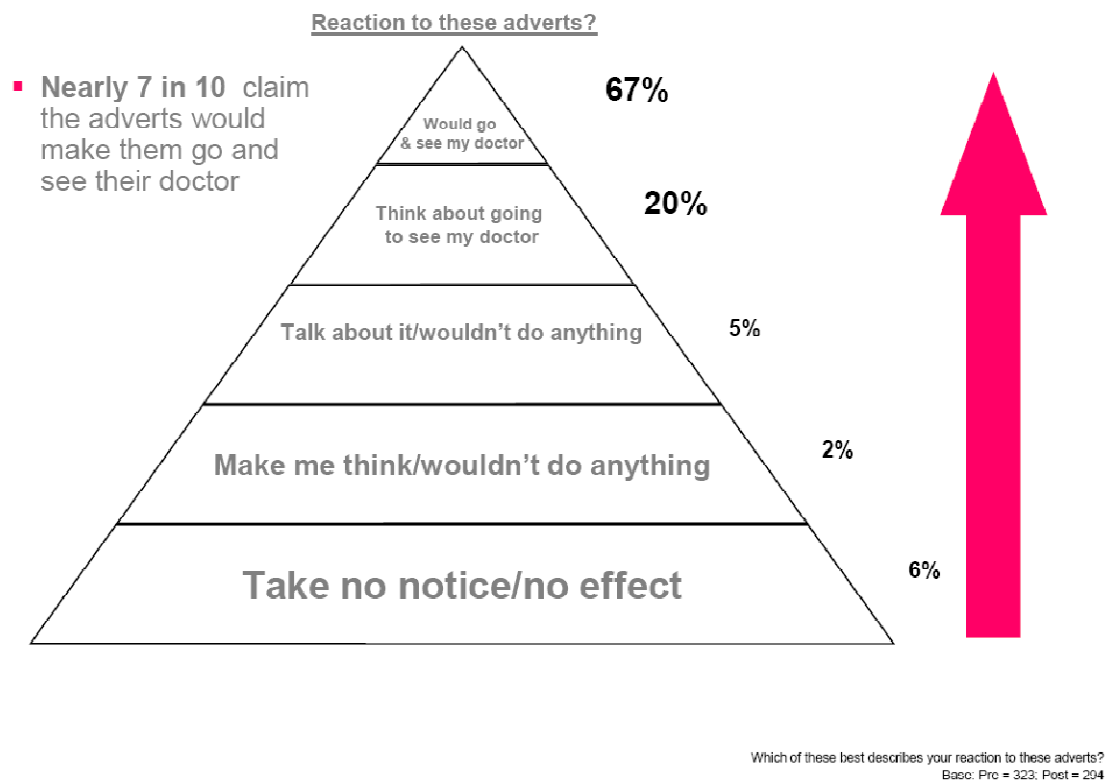 Reaction to these adverts?
▪ Nearly 7 in 10 claim
the adverts would
make them go and
see their doctor
67%
Would go
& see my doctor
20%
Think about going
to see my doctor
Talk about it/wouldn't do anything
5%
Make me think/wouldn't do anything
2%
Take no notice/no effect
6%
Which of these best describes your reaction to these adverts?
Base: Pre = 323; Post = 294